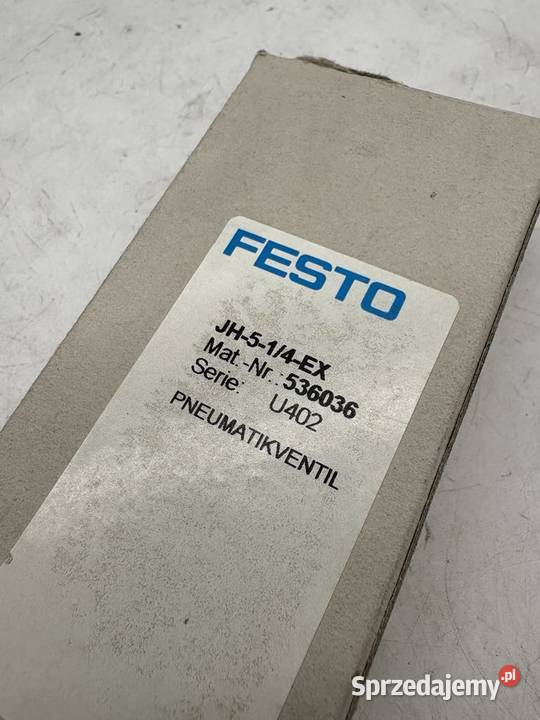 FESTO
JH-5-1/4-EX
Mat.-Nr.: 536036
Serie: U402
PNEUMATIKVENTIL
Sprzedajemy.pl